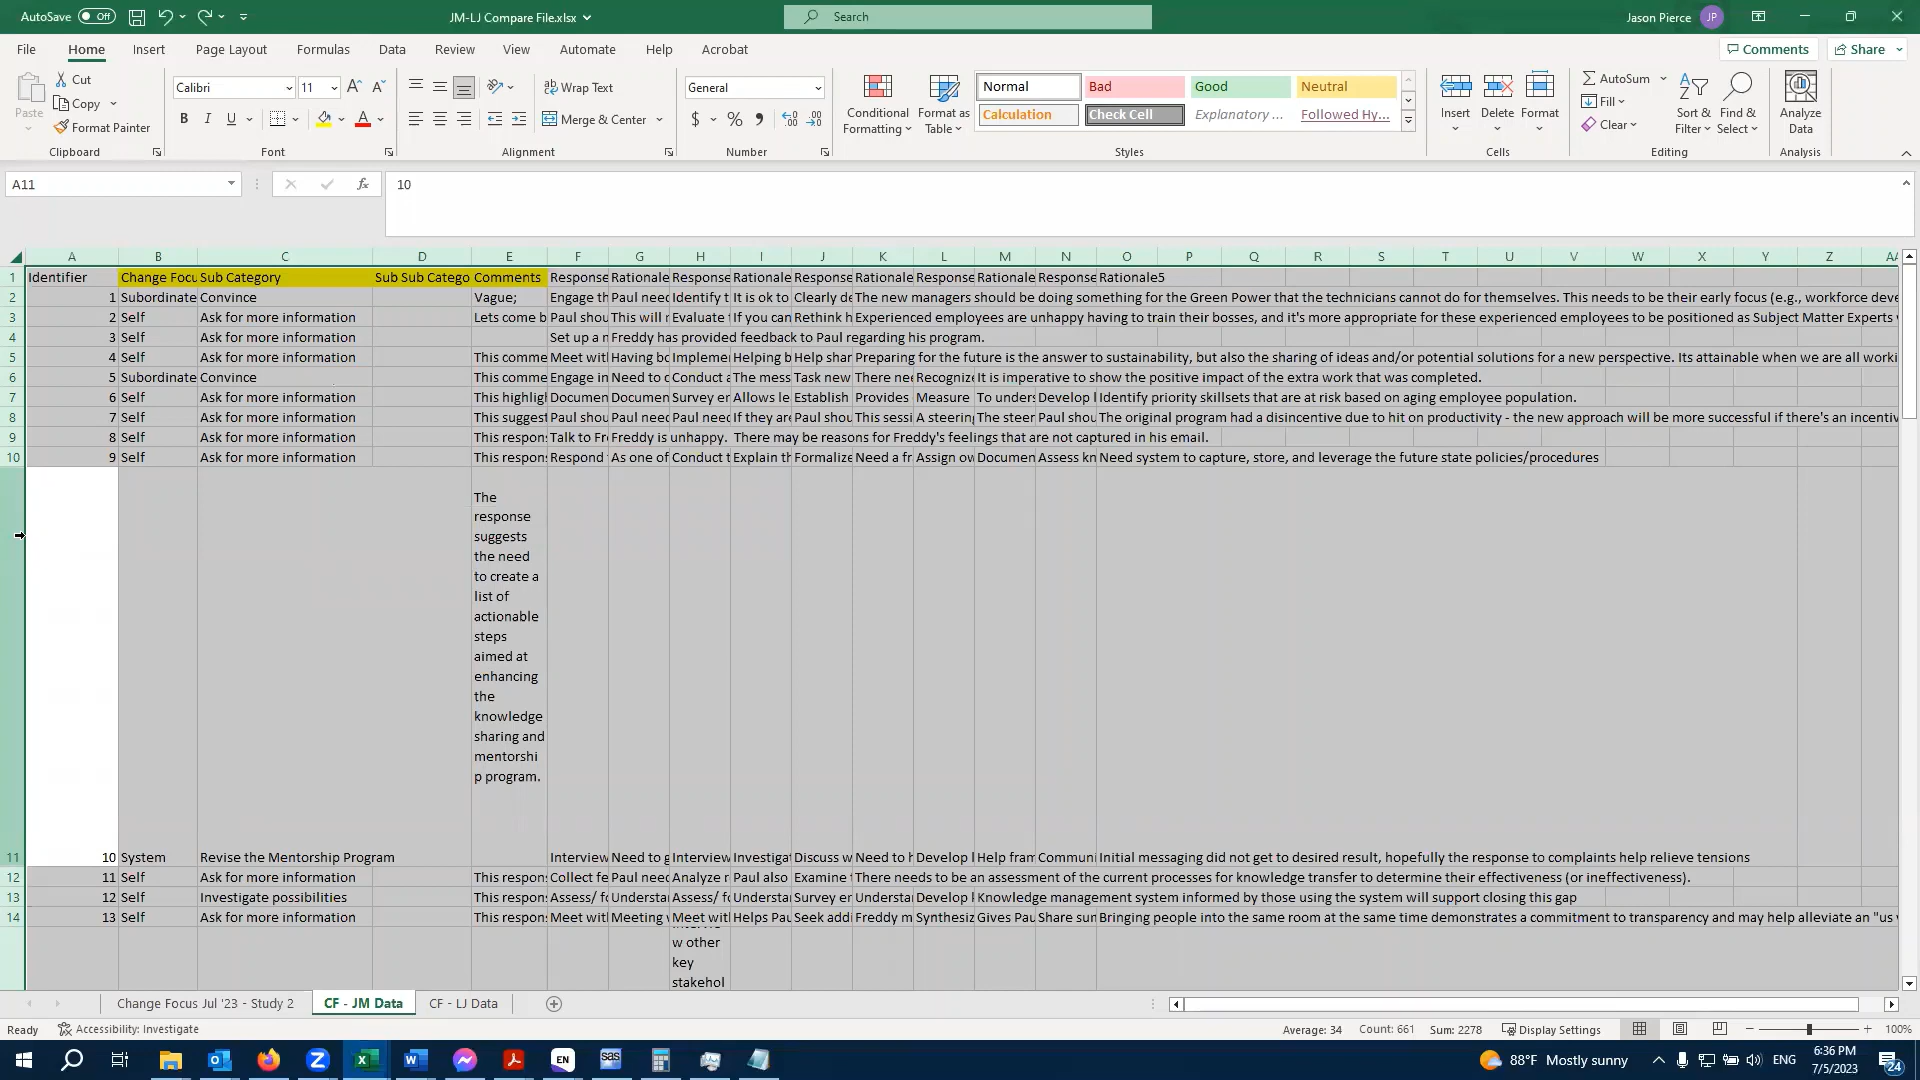 AutoSave Off JM-LJ Compare File.xlsx Search Jason Pierce JP
File Home Insert Page Layout Formulas Data Review View Automate Help Acrobat Comments Share
Paste Cut Copy Format Painter Clipboard
Calibri 11 B I U Font
Wrap Text Merge & Center Alignment
General $ % Number
Conditional Formatting Format as Table
Normal Bad Good Neutral
Calculation Check Cell Explanatory ... Followed Hy...
Styles
Insert Delete Format Cells
AutoSum Fill Clear Sort & Filter Find & Select Editing
Analyze Data Analysis
A11 fx 10
A B C D E F G H I J K L M N O P Q R S T U V W X Y Z AA
1 Identifier Change Focu Sub Category Sub Sub Catego Comments Response Rationale Response Rationale Response Rationale Response Rationale Response Rationale5
2 1 Subordinate Convince Vague; Engage th Paul need Identify t It is ok to Clearly de The new managers should be doing something for the Green Power that the technicians cannot do for themselves. This needs to be their early focus (e.g., workforce deve
3 2 Self Ask for more information Lets come b Paul shou This will r Evaluate If you can Rethink h Experienced employees are unhappy having to train their bosses, and it's more appropriate for these experienced employees to be positioned as Subject Matter Experts
4 3 Self Ask for more information Set up a m Freddy has provided feedback to Paul regarding his program.
5 4 Self Ask for more information This comme Meet wit Having bo Implemen Helping b Help shar Preparing for the future is the answer to sustainability, but also the sharing of ideas and/or potential solutions for a new perspective. Its attainable when we are all worki
6 5 Subordinate Convince This comme Engage in Need to c Conduct a The mess Task new There nee Recognize It is imperative to show the positive impact of the extra work that was completed.
7 6 Self Ask for more information This highlig Documen Documen Survey en Allows le Establish Provides Measure To unders Develop l Identify priority skillsets that are at risk based on aging employee population.
8 7 Self Ask for more information This suggest Paul shou Paul need Paul need If they are Paul shou This sessi A steering The steer Paul shou The original program had a disincentive due to hit on productivity - the new approach will be more successful if there's an incentiv
9 8 Self Ask for more information This respon Talk to Fr Freddy is unhappy. There may be reasons for Freddy's feelings that are not captured in his email.
10 9 Self Ask for more information This respon Respond As one of Conduct t Explain th Formalize Need a fr Assign ow Documen Assess kn Need system to capture, store, and leverage the future state policies/procedures
The
response
suggests
the need
to create a
list of
actionable
steps
aimed at
enhancing
the
knowledge
sharing and
mentorshi
p program.
11 10 System Revise the Mentorship Program Interview Need to g Interview Investigat Discuss w Need to h Develop l Help fram Communi Initial messaging did not get to desired result, hopefully the response to complaints help relieve tensions
12 11 Self Ask for more information This respon Collect fe Paul need Analyze r Paul also Examine There needs to be an assessment of the current processes for knowledge transfer to determine their effectiveness (or ineffectiveness).
13 12 Self Investigate possibilities This respon Assess/ fo Understa Assess/ fo Understa Survey en Understa Develop Knowledge management system informed by those using the system will support closing this gap
14 13 Self Ask for more information This respon Meet wit Meeting Meet wit Helps Pau Seek addi Freddy m Synthesiz Gives Pau Share sur Bringing people into the same room at the same time demonstrates a commitment to transparency and may help alleviate an "us
w other
key
stakehol
Change Focus Jul '23 - Study 2 CF - JM Data CF - LJ Data
Ready Accessibility: Investigate Average: 34 Count: 661 Sum: 2278 Display Settings 100%
EN sas 88°F Mostly sunny ENG 6:36 PM
7/5/2023 24